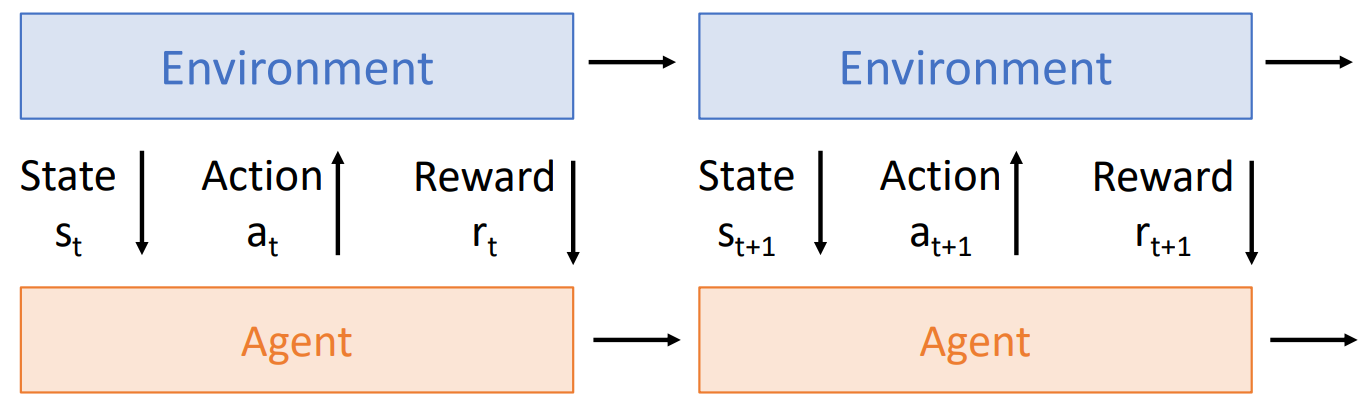 Environment Environment
State Action Reward State Action Reward
s_t a_t r_t s_{t+1} a_{t+1} r_{t+1}
Agent Agent